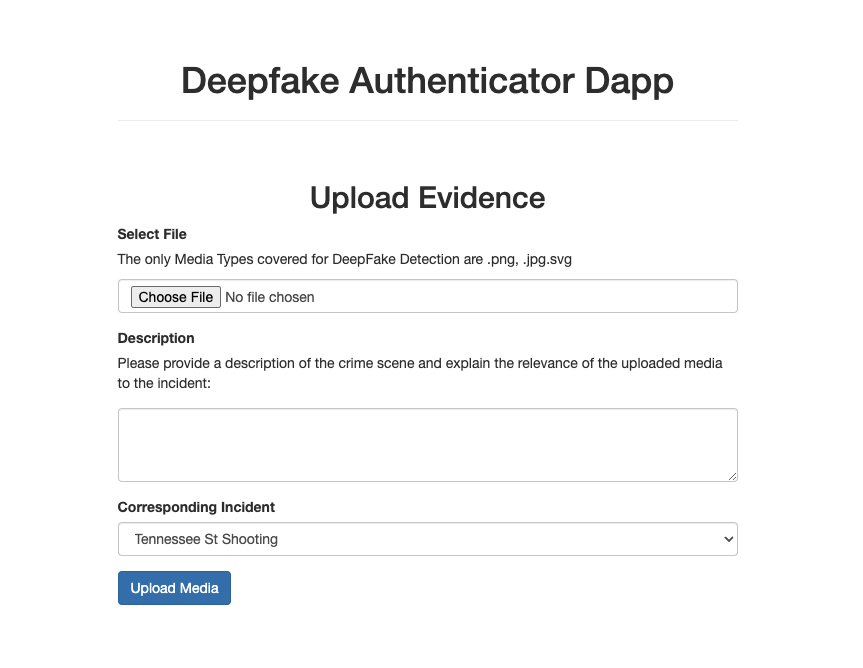 Deepfake Authenticator Dapp
Upload Evidence
Select File
The only Media Types covered for DeepFake Detection are .png, .jpg.svg
Choose File No file chosen
Description
Please provide a description of the crime scene and explain the relevance of the uploaded media
to the incident:
Corresponding Incident
Tennessee St Shooting
Upload Media